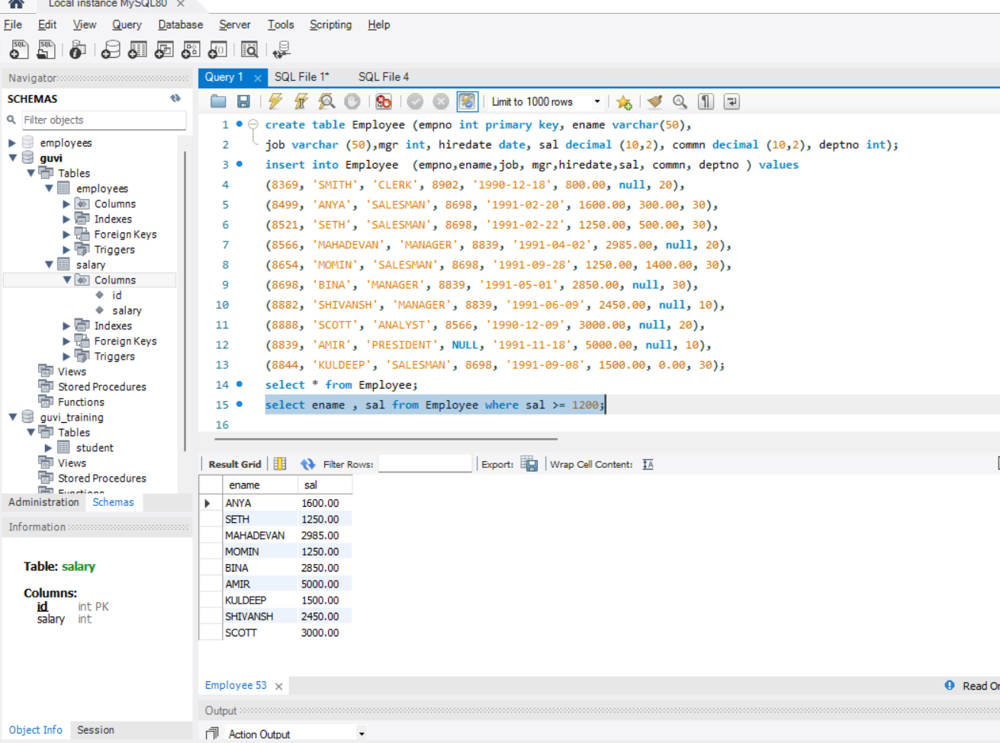 Local instance MySQL80 ×
File Edit View Query Database Server Tools Scripting Help
Navigator
SCHEMAS
Filter objects
employees
guvi
Tables
employees
Columns
Indexes
Foreign Keys
Triggers
salary
Columns
id
salary
Indexes
Foreign Keys
Triggers
Views
Stored Procedures
Functions
guvi_training
Tables
student
Views
Stored Procedures
Functions
Administration Schemas
Information
Table: salary
Columns:
id int PK
salary int
Object Info Session
Query 1 × SQL File 1* SQL File 4
Limit to 1000 rows
1 create table Employee (empno int primary key, ename varchar(50),
2 job varchar (50),mgr int, hiredate date, sal decimal (10,2), commn decimal (10,2), deptno int);
3 insert into Employee (empno,ename,job, mgr,hiredate,sal, commn, deptno ) values
4 (8369, 'SMITH', 'CLERK', 8902, '1990-12-18', 800.00, null, 20),
5 (8499, 'ANYA', 'SALESMAN', 8698, '1991-02-20', 1600.00, 300.00, 30),
6 (8521, 'SETH', 'SALESMAN', 8698, '1991-02-22', 1250.00, 500.00, 30),
7 (8566, 'MAHADEVAN', 'MANAGER', 8839, '1991-04-02', 2985.00, null, 20),
8 (8654, 'MOMIN', 'SALESMAN', 8698, '1991-09-28', 1250.00, 1400.00, 30),
9 (8698, 'BINA', 'MANAGER', 8839, '1991-05-01', 2850.00, null, 30),
10 (8882, 'SHIVANSH', 'MANAGER', 8839, '1991-06-09', 2450.00, null, 10),
11 (8888, 'SCOTT', 'ANALYST', 8566, '1990-12-09', 3000.00, null, 20),
12 (8839, 'AMIR', 'PRESIDENT', NULL, '1991-11-18', 5000.00, null, 10),
13 (8844, 'KULDEEP', 'SALESMAN', 8698, '1991-09-08', 1500.00, 0.00, 30);
14 select * from Employee;
15 select ename , sal from Employee where sal >= 1200;
16
Result Grid Filter Rows: Export: Wrap Cell Content:
ename sal
ANYA 1600.00
SETH 1250.00
MAHADEVAN 2985.00
MOMIN 1250.00
BINA 2850.00
AMIR 5000.00
KULDEEP 1500.00
SHIVANSH 2450.00
SCOTT 3000.00
Employee 53 × Read On
Output
Action Output